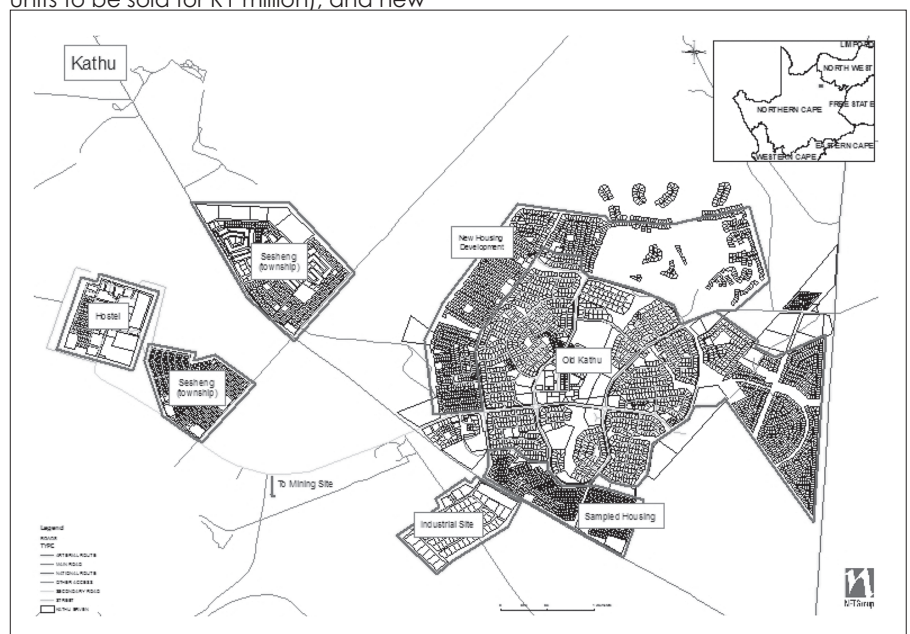 units to be sold for R1 million), and new
Kathu
LIMPOPO
NORTH WEST
NORTHERN CAPE
FREE STATE
EASTERN CAPE
WESTERN CAPE
New Housing
Development
Sesheng
(township)
Hostel
Old Kathu
Sesheng
(township)
To Mining Site
Industrial Site
Sampled Housing
Legend
ROADS
TYPE
ARTERIAL ROUTE
MAIN ROAD
NATIONAL ROUTE
OTHER ACCESS
SECONDARY ROAD
STREET
KATHU ERVEN